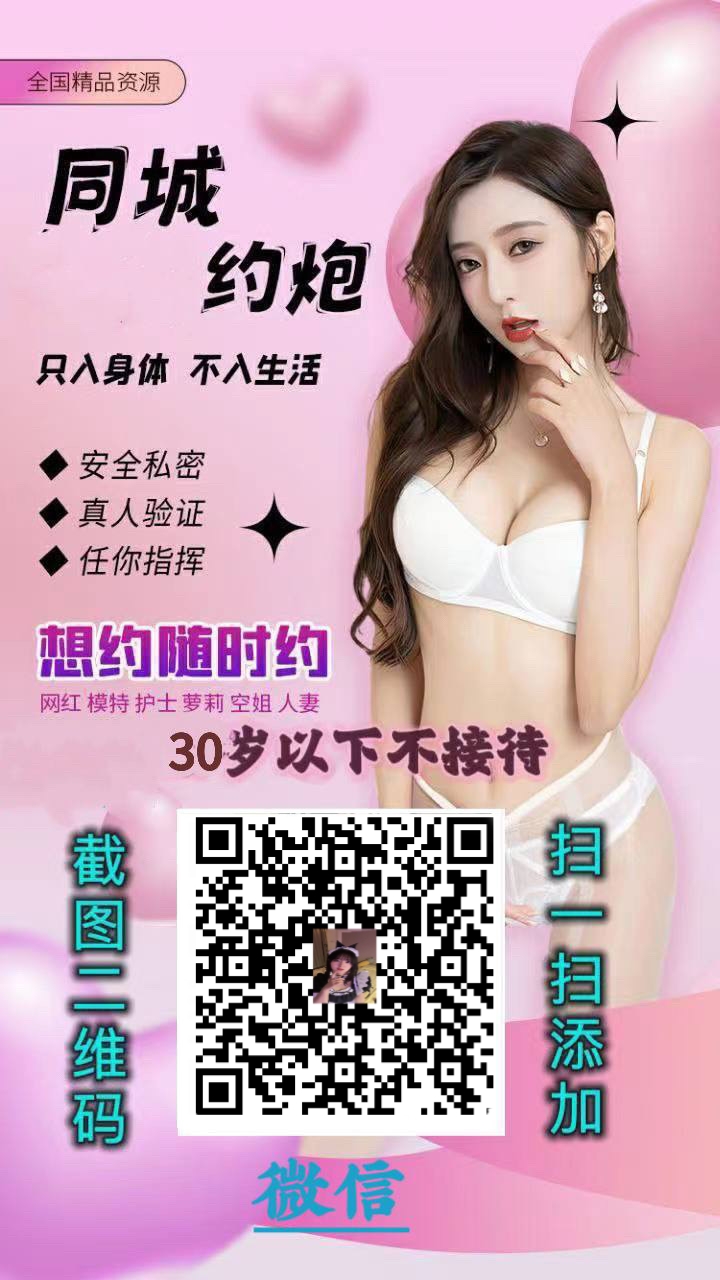 全国精品资源
同城
约炮
只入身体 不入生活
◆ 安全私密
◆ 真人验证
◆ 任你指挥
想约随时约
网红 模特 护士 萝莉 空姐 人妻
30岁以下不接待
截图二维码
扫一扫添加
微信